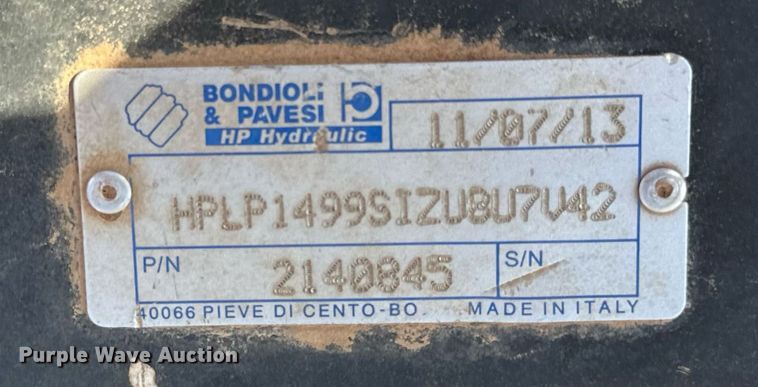 BONDIOLI
& PAVESI
HP Hydraulic
11/07/13
HPLP1499SIZU8U7V42
P/N 2140845 S/N
40066 PIEVE DI CENTO-BO. MADE IN ITALY
Purple Wave Auction